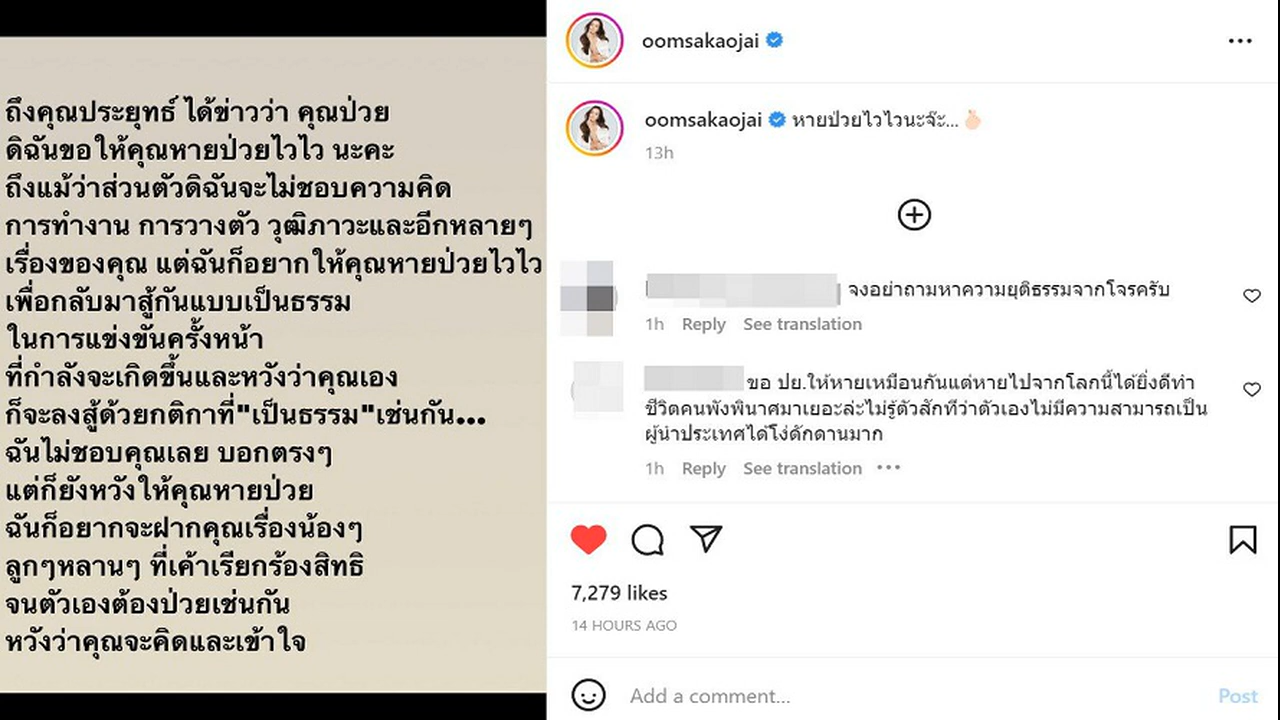 ถึงคุณประยุทธ์ ได้ข่าวว่า คุณป่วย
ดิฉันขอให้คุณหายป่วยไวไว นะคะ
ถึงแม้ว่าส่วนตัวดิฉันจะไม่ชอบความคิด
การทำงาน การวางตัว วุฒิภาวะและอีกหลายๆ
เรื่องของคุณ แต่ฉันก็อยากให้คุณหายป่วยไวไว
เพื่อกลับมาสู้กันแบบเป็นธรรม
ในการแข่งขันครั้งหน้า
ที่กำลังจะเกิดขึ้นและหวังว่าคุณเอง
ก็จะลงสู้ด้วยกติกาที่"เป็นธรรม"เช่นกัน...
ฉันไม่ชอบคุณเลย บอกตรงๆ
แต่ก็ยังหวังให้คุณหายป่วย
ฉันก็อยากจะฝากคุณเรื่องน้องๆ
ลูกๆหลานๆ ที่เค้าเรียกร้องสิทธิ
จนตัวเองต้องป่วยเช่นกัน
หวังว่าคุณจะคิดและเข้าใจ
oomsakaojai
oomsakaojai หายป่วยไวไวนะจ๊ะ...
13h
จงอย่าถามหาความยุติธรรมจากโจรครับ
1h Reply See translation
ขอ ปย.ให้หายเหมือนกันแต่หายไปจากโลกนี้ได้ยิ่งดีทำ
ชีวิตคนพังพินาศมาเยอะล่ะไม่รู้ตัวสักทีว่าตัวเองไม่มีความสามารถเป็น
ผู้นำประเทศได้โง่ดักดานมาก
1h Reply See translation
7,279 likes
14 HOURS AGO
Add a comment...
Post